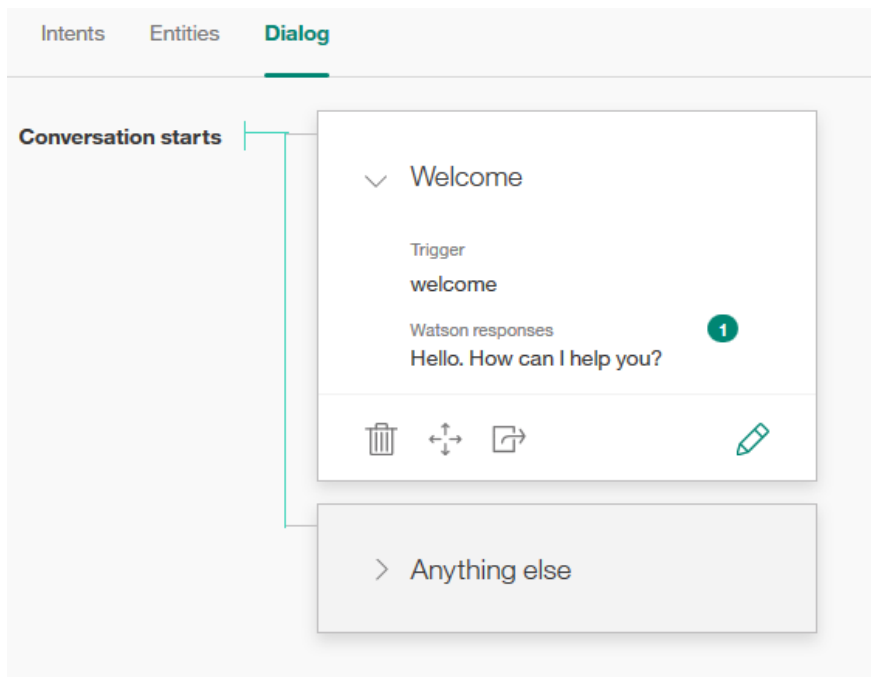 Intents Entities Dialog
Conversation starts
Welcome
Trigger
welcome
Watson responses 1
Hello. How can I help you?
Anything else